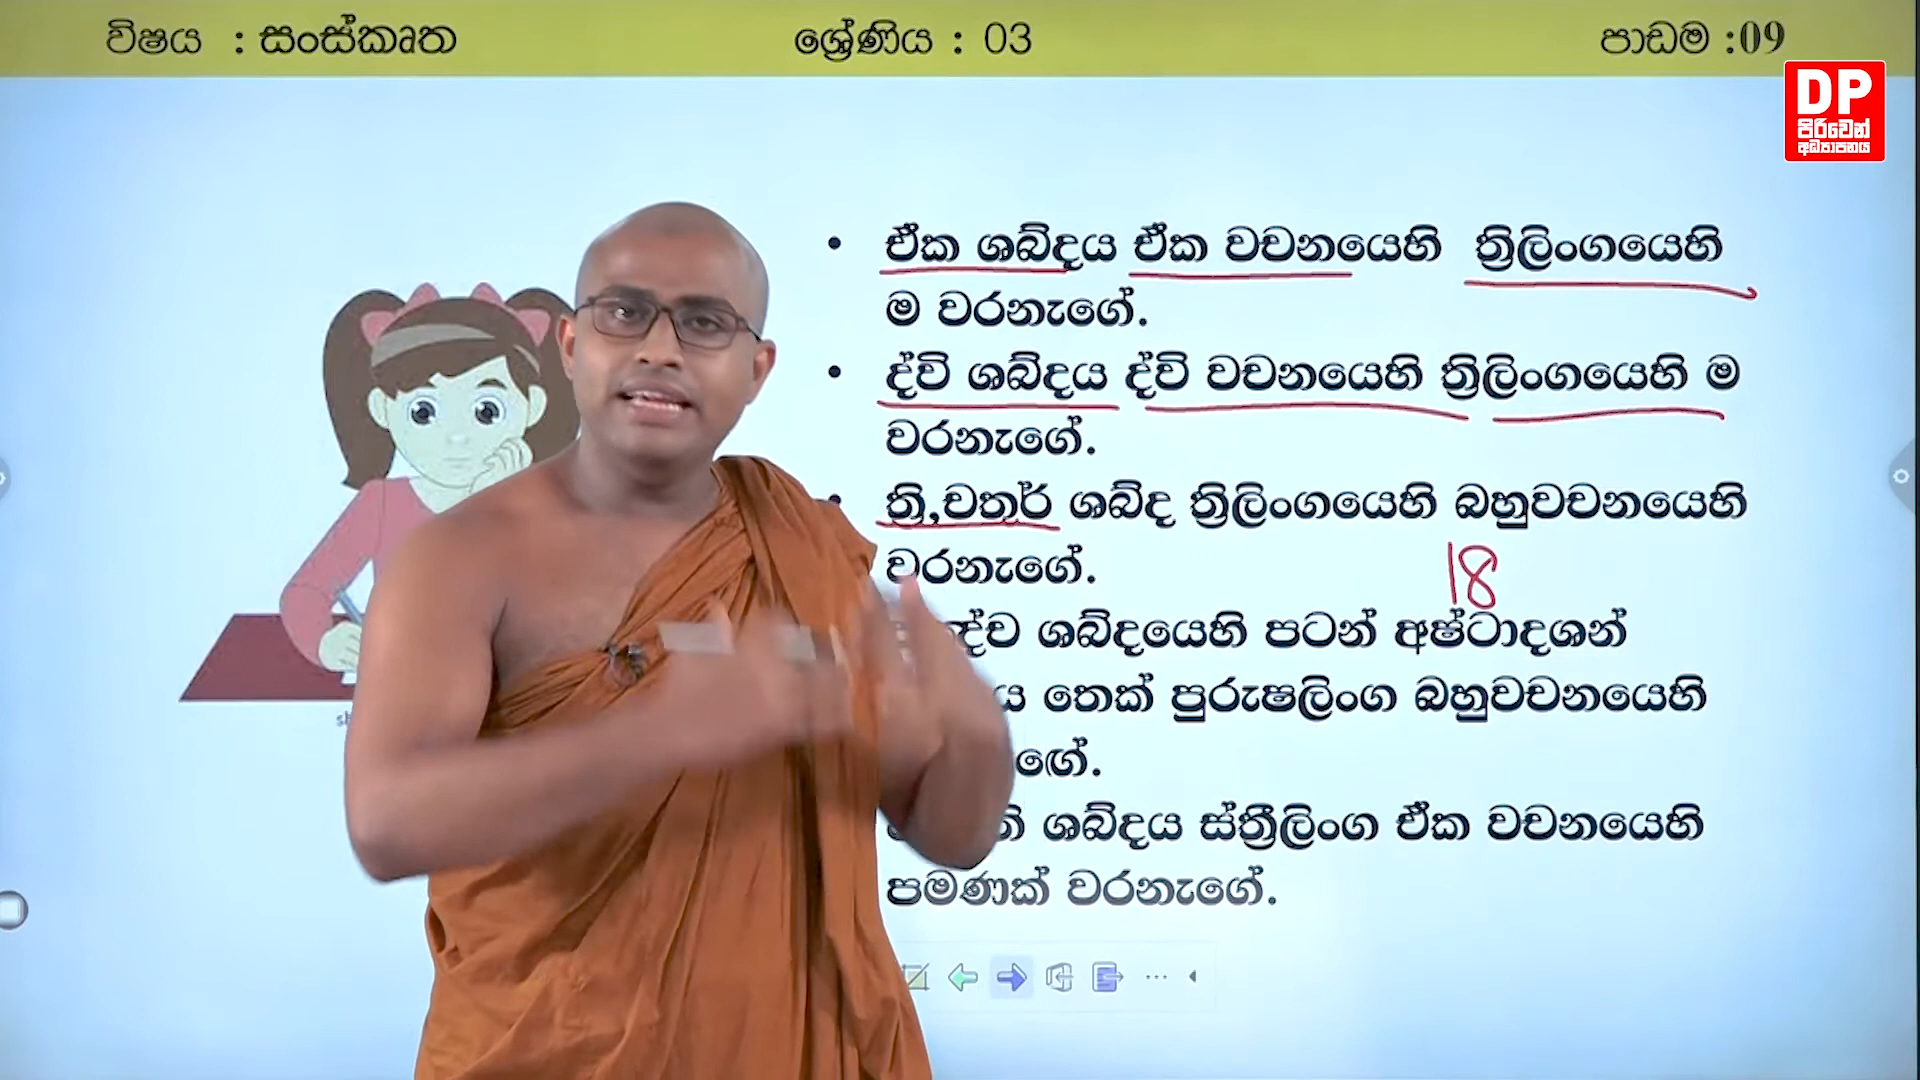 විෂය : සංස්කෘත
ශ්‍රේණිය : 03
පාඩම :09
DP
පිරිවෙන්
අධ්‍යාපනය
• ඒක ශබ්දය ඒක වචනයෙහි ත්‍රිලිංගයෙහි
ම වරනැගේ.
• ද්වි ශබ්දය ද්වි වචනයෙහි ත්‍රිලිංගයෙහි ම
වරනැගේ.
• ත්‍රි,චතුර් ශබ්ද ත්‍රිලිංගයෙහි බහුවචනයෙහි
වරනැගේ.
18
ශබ්දයෙහි පටන් අෂ්ටාදශන්
තෙක් පුරුෂලිංග බහුවචනයෙහි
ශබ්දය ස්ත්‍රීලිංග ඒක වචනයෙහි
පමණක් වරනැගේ.